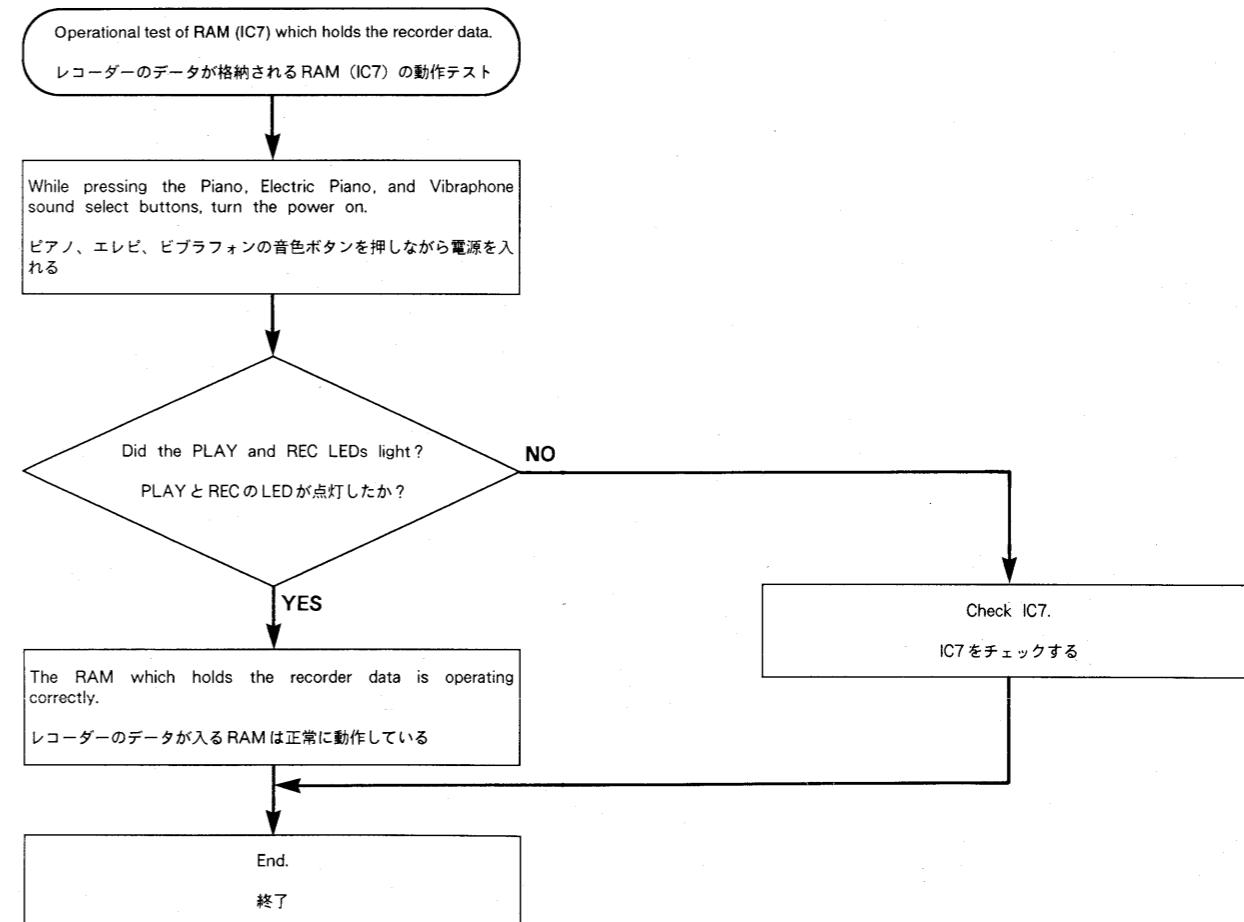 Operational test of RAM (IC7) which holds the recorder data.
レコーダーのデータが格納されるRAM（IC7）の動作テスト
While pressing the Piano, Electric Piano, and Vibraphone
sound select buttons, turn the power on.
ピアノ、エレピ、ビブラフォンの音色ボタンを押しながら電源を入
れる
Did the PLAY and REC LEDs light?
PLAYとRECのLEDが点灯したか？
NO
YES
Check IC7.
IC7をチェックする
The RAM which holds the recorder data is operating
correctly.
レコーダーのデータが入るRAMは正常に動作している
End.
終了